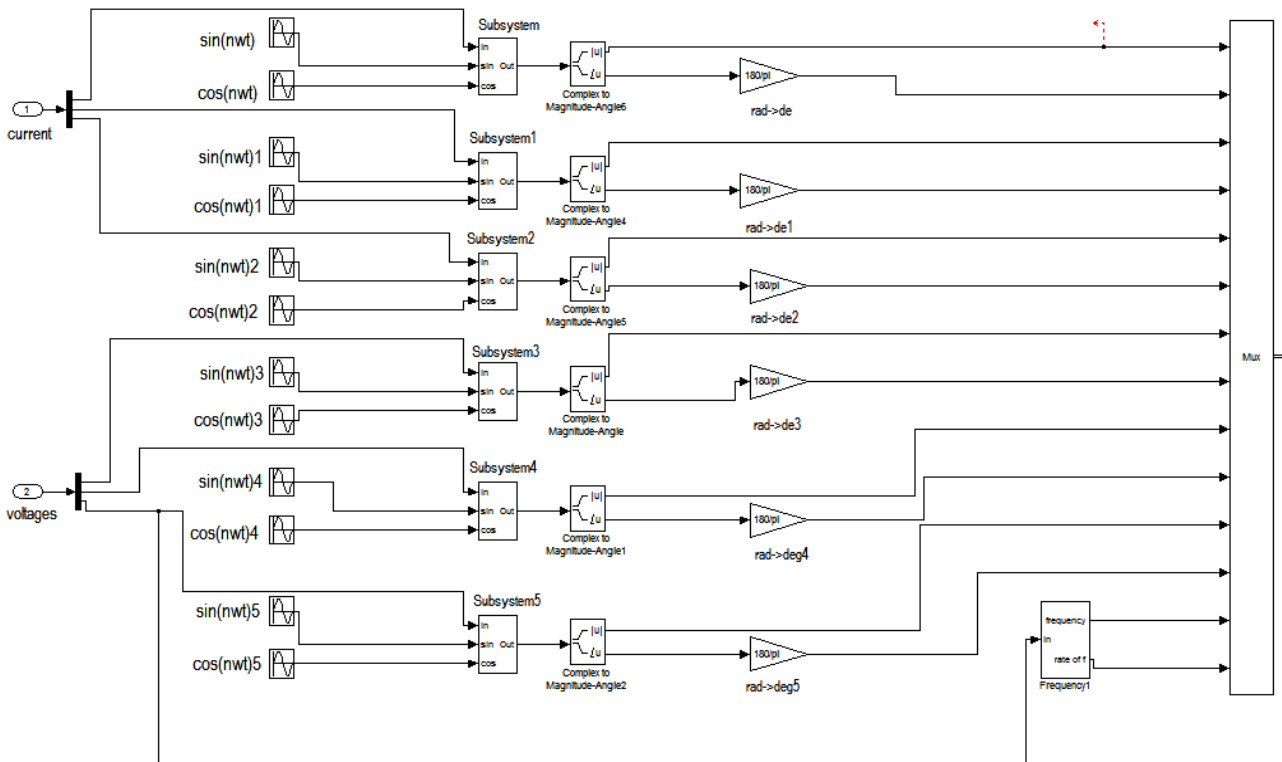 Subsystem
sin(nwt)
In
sin Out
cos
cos(nwt)
|u|
∠u
Complex to
Magnitude-Angle6
180/pi
rad->de
1
current
Subsystem1
sin(nwt)1
In
sin Out
cos
cos(nwt)1
|u|
∠u
Complex to
Magnitude-Angle4
180/pi
rad->de1
Subsystem2
sin(nwt)2
In
sin Out
cos
cos(nwt)2
|u|
∠u
Complex to
Magnitude-Angle5
180/pi
rad->de2
Subsystem3
sin(nwt)3
In
sin Out
cos
cos(nwt)3
|u|
∠u
Complex to
Magnitude-Angle
180/pi
rad->de3
Mux
2
voltages
Subsystem4
sin(nwt)4
In
sin Out
cos
cos(nwt)4
|u|
∠u
Complex to
Magnitude-Angle1
180/pi
rad->deg4
Subsystem5
sin(nwt)5
In
sin Out
cos
cos(nwt)5
|u|
∠u
Complex to
Magnitude-Angle2
180/pi
rad->deg5
frequency
In
rate of f
Frequency1